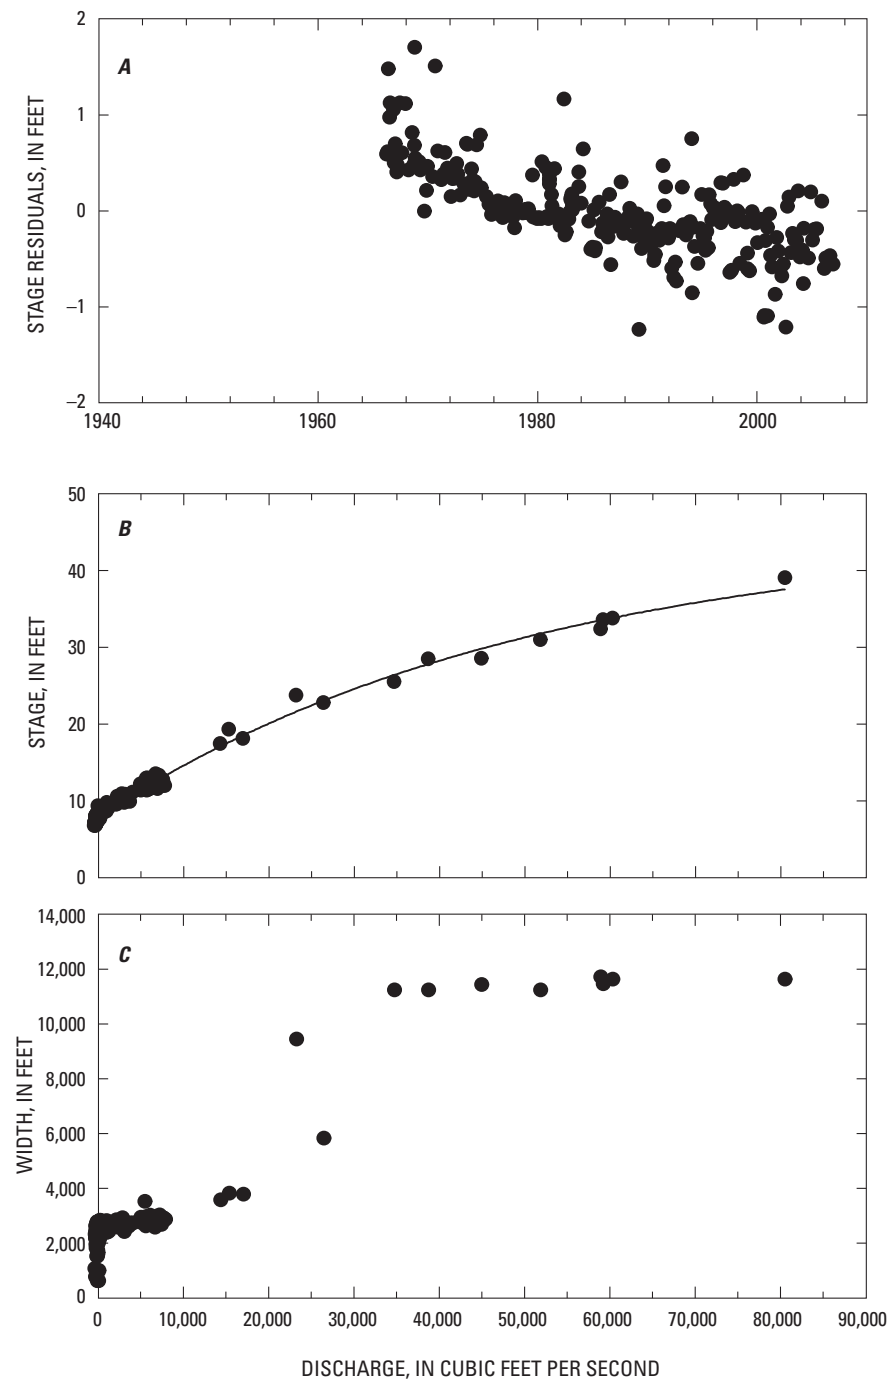 2
A
1
0
−1
−2
STAGE RESIDUALS, IN FEET
1940 1960 1980 2000
50
B
40
30
20
10
0
STAGE, IN FEET
14,000
C
12,000
10,000
8,000
6,000
4,000
2,000
0
WIDTH, IN FEET
0 10,000 20,000 30,000 40,000 50,000 60,000 70,000 80,000 90,000
DISCHARGE, IN CUBIC FEET PER SECOND